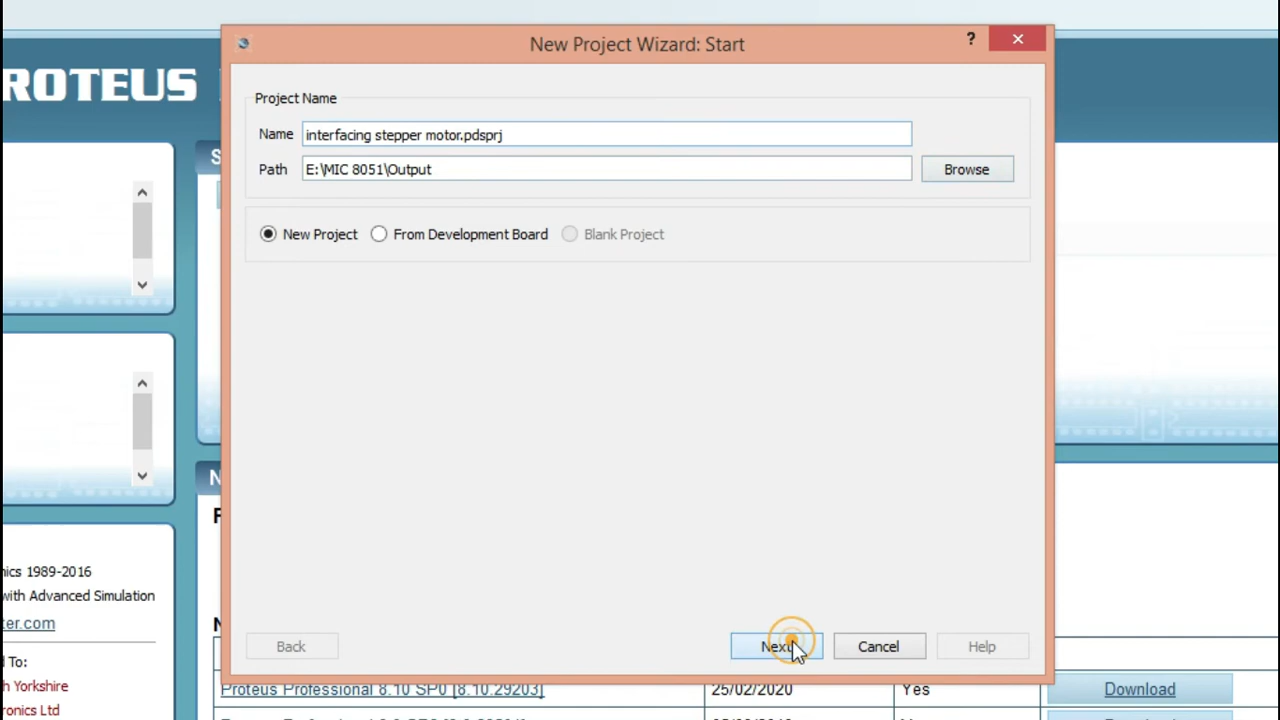 New Project Wizard: Start
?
ROTEUS
Project Name
Name interfacing stepper motor.pdsprj
Path E:\MIC 8051\Output Browse
New Project From Development Board Blank Project
S
N
F
nics 1989-2016
with Advanced Simulation
ter.com
N
To:
h Yorkshire
ronics Ltd
Back Next Cancel Help
Proteus Professional 8.10 SP0 [8.10.29203] 25/02/2020 Yes Download